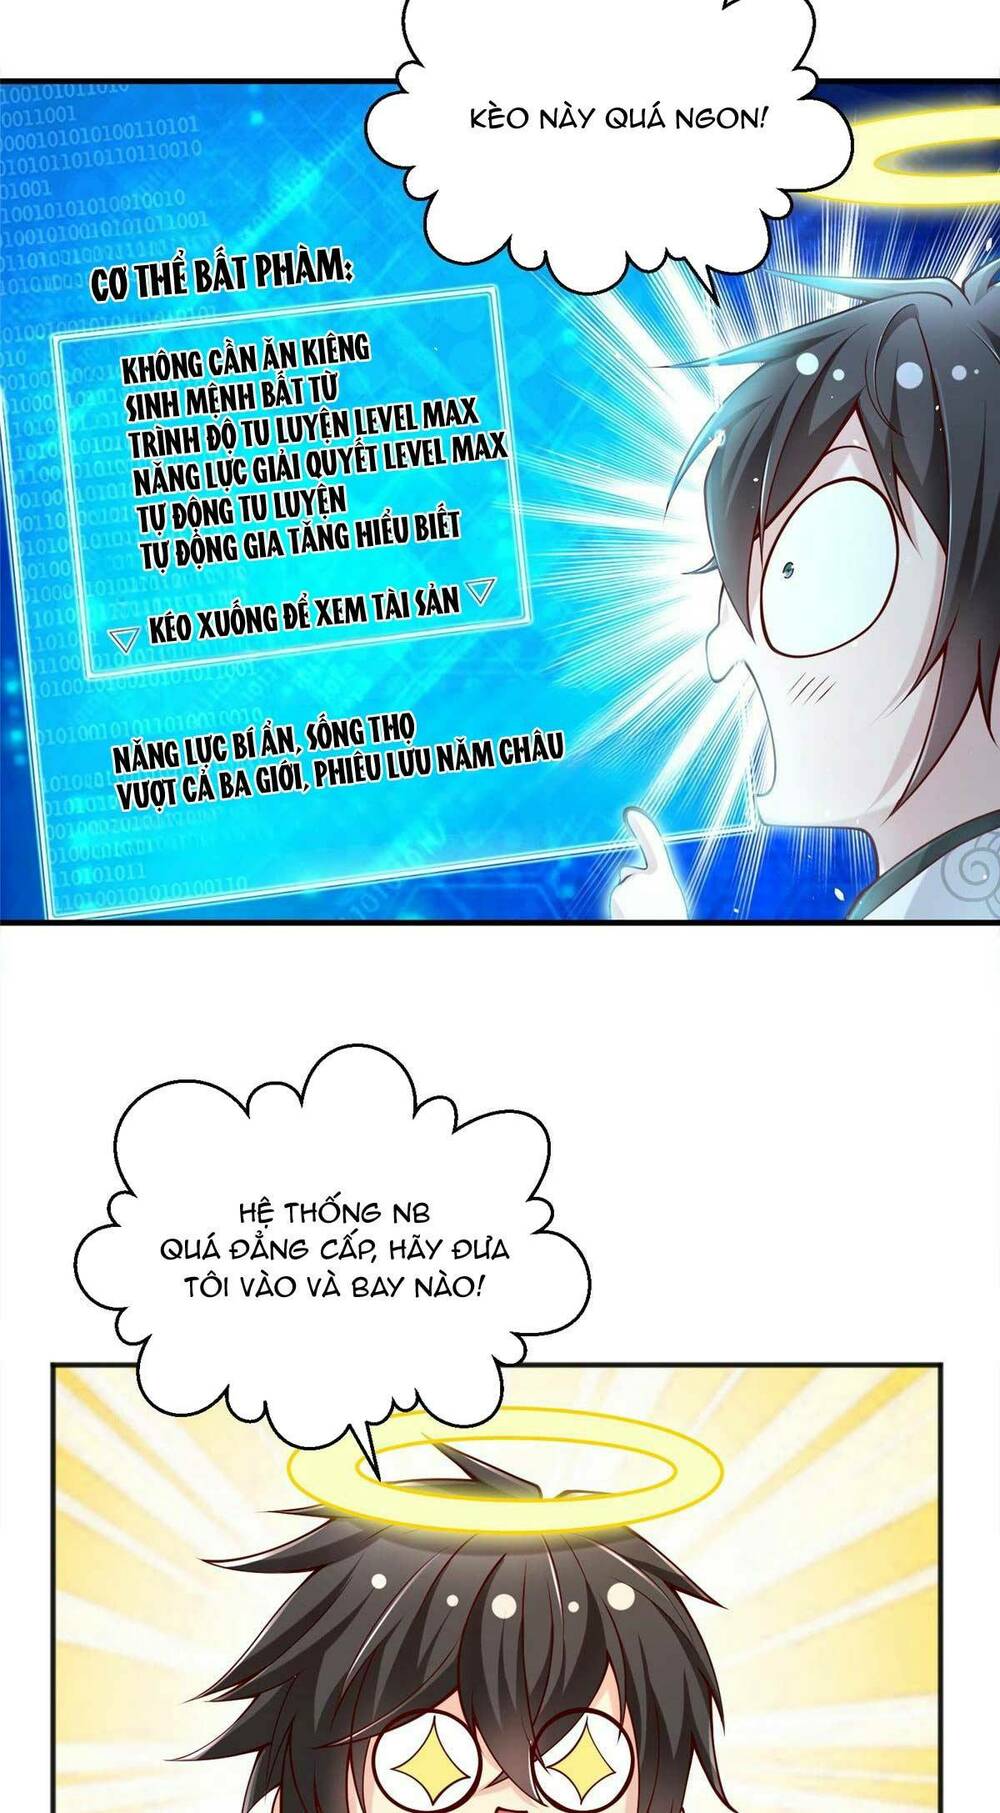 KÈO NÀY QUÁ NGON!
CƠ THỂ BẤT PHÀM:
KHÔNG CẦN ĂN KIÊNG
SINH MỆNH BẤT TỪ
TRÌNH ĐỘ TU LUYỆN LEVEL MAX
NĂNG LỰC GIẢI QUYẾT LEVEL MAX
TỰ ĐỘNG TU LUYỆN
TỰ ĐỘNG GIA TĂNG HIỂU BIẾT
KÉO XUỐNG ĐỂ XEM TÀI SẢN
NĂNG LỰC BÍ ẨN, SỐNG THỌ
VƯỢT CẢ BA GIỚI, PHIÊU LƯU NĂM CHÂU
HỆ THỐNG NB
QUÁ ĐẲNG CẤP, HÃY ĐƯA
TÔI VÀO VÀ BAY NÀO!